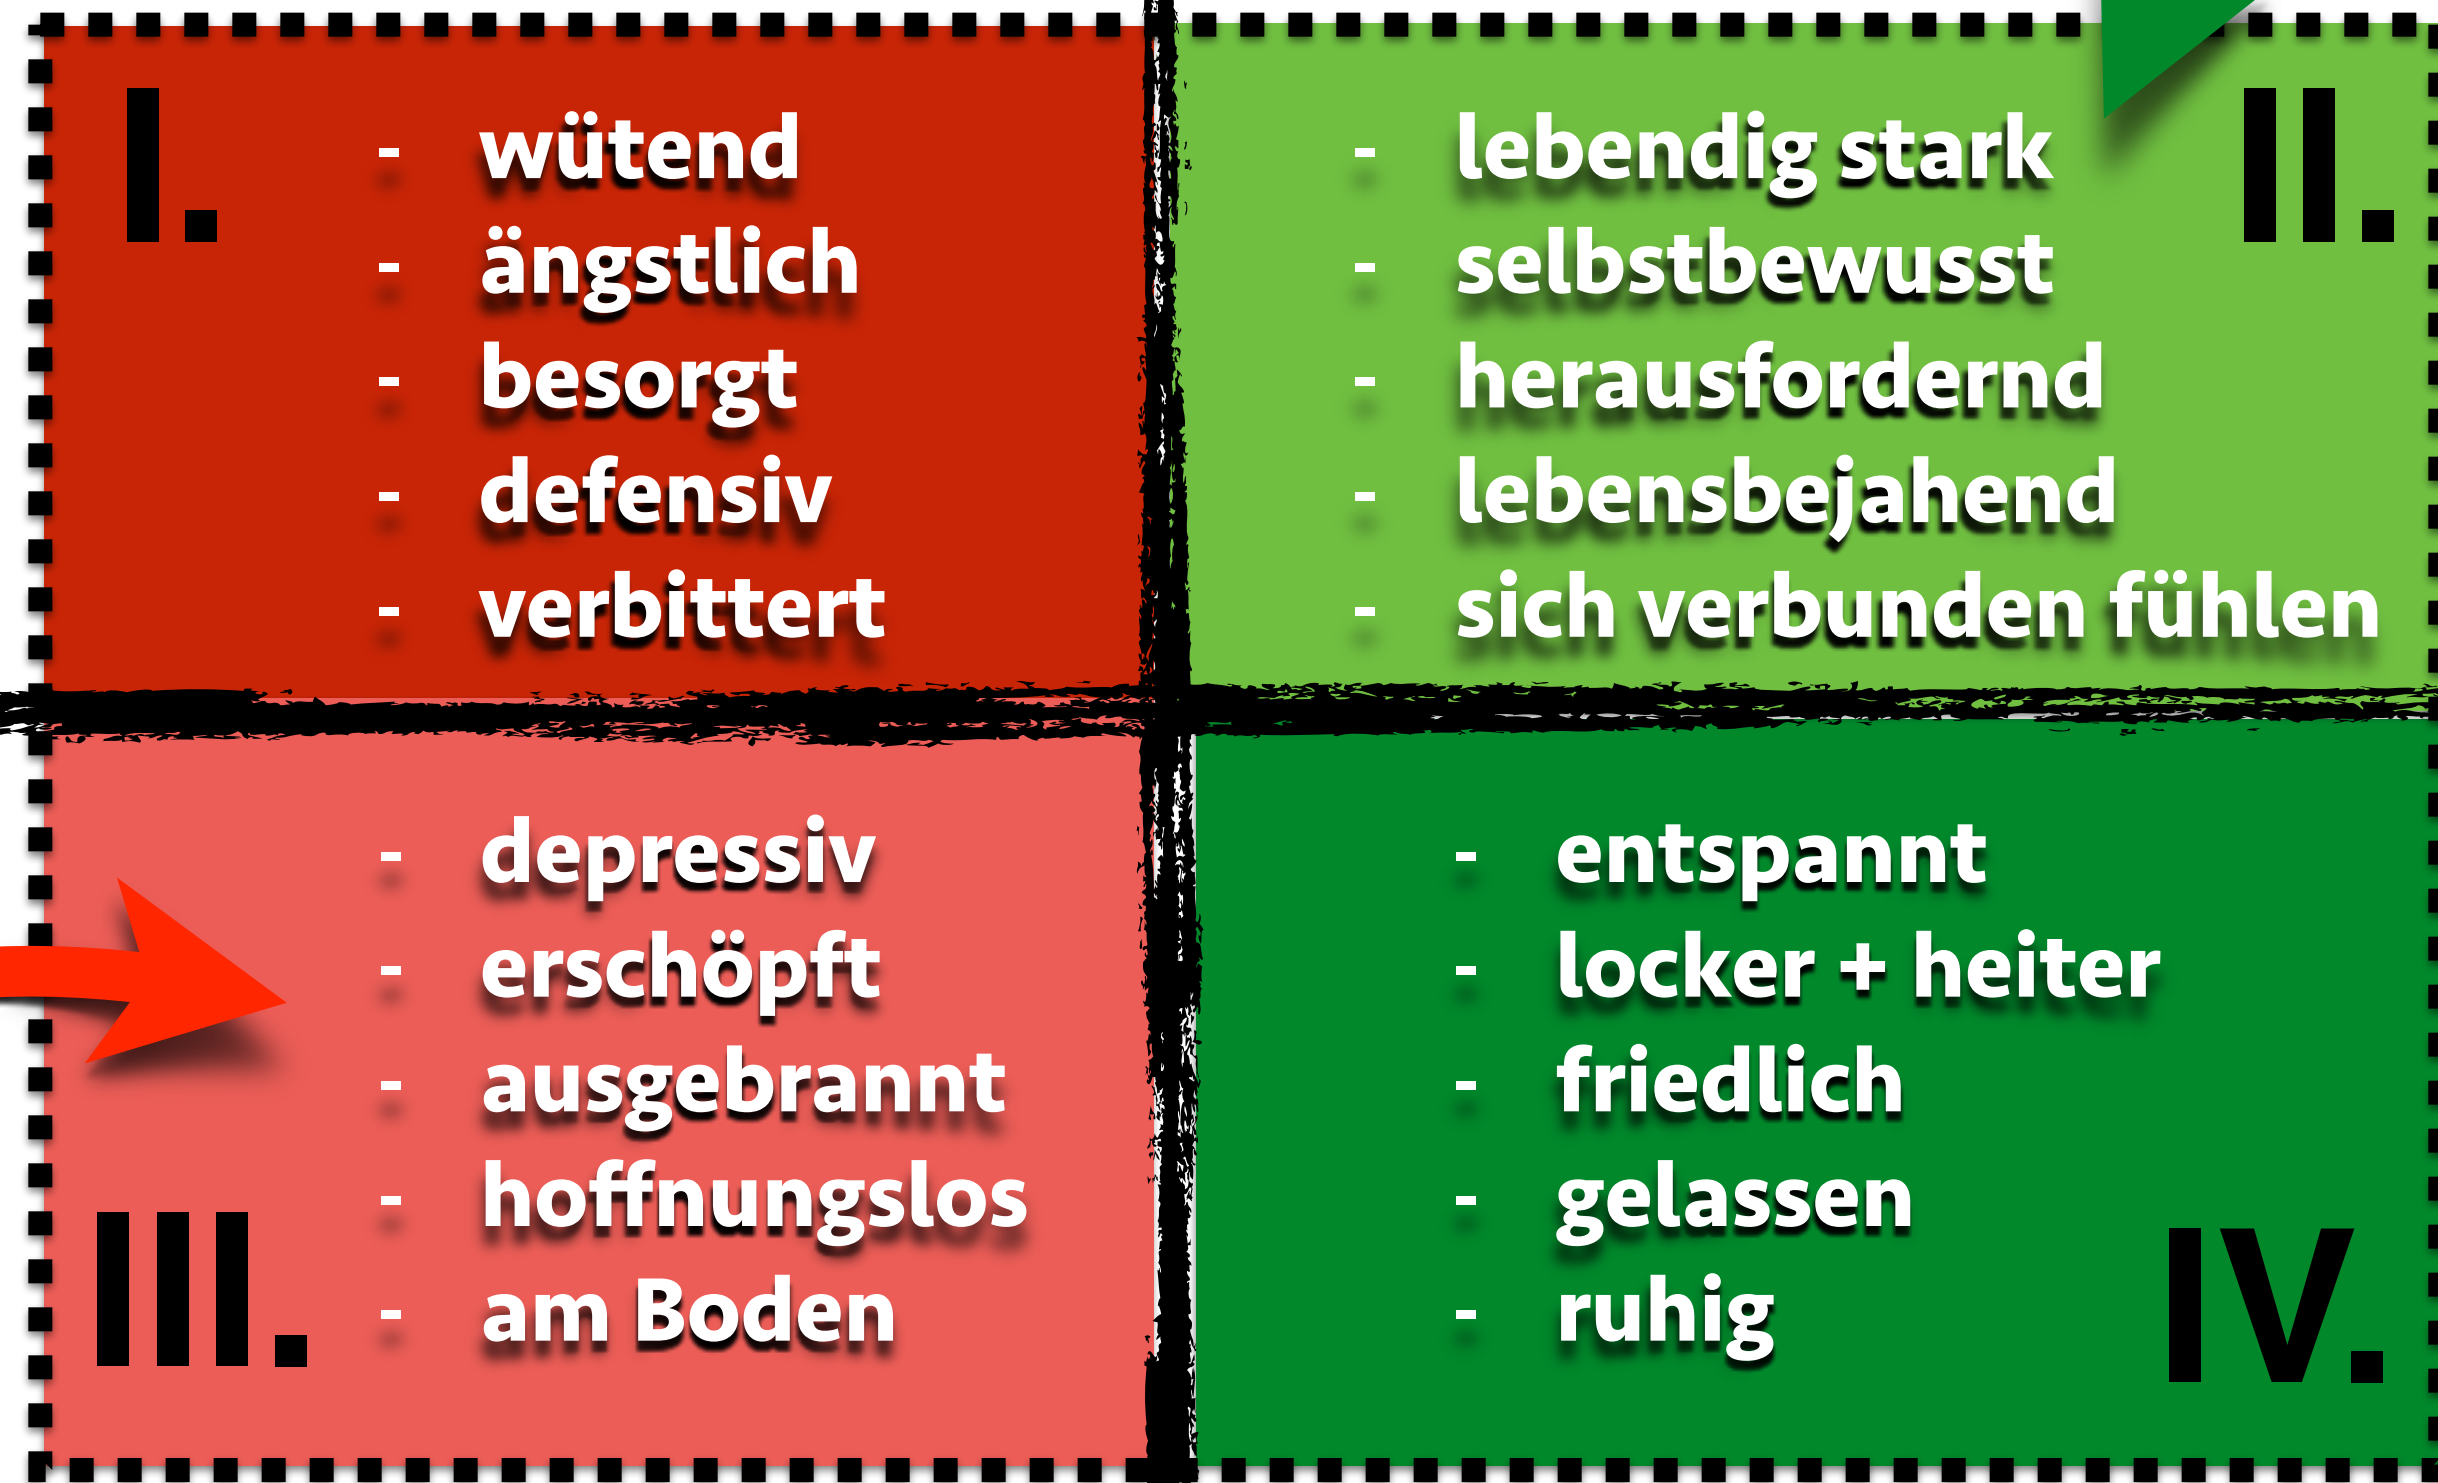 I.
- wütend
- ängstlich
- besorgt
- defensiv
- verbittert
II.
- lebendig stark
- selbstbewusst
- herausfordernd
- lebensbejahend
- sich verbunden fühlen
III.
- depressiv
- erschöpft
- ausgebrannt
- hoffnungslos
- am Boden
IV.
- entspannt
- locker + heiter
- friedlich
- gelassen
- ruhig